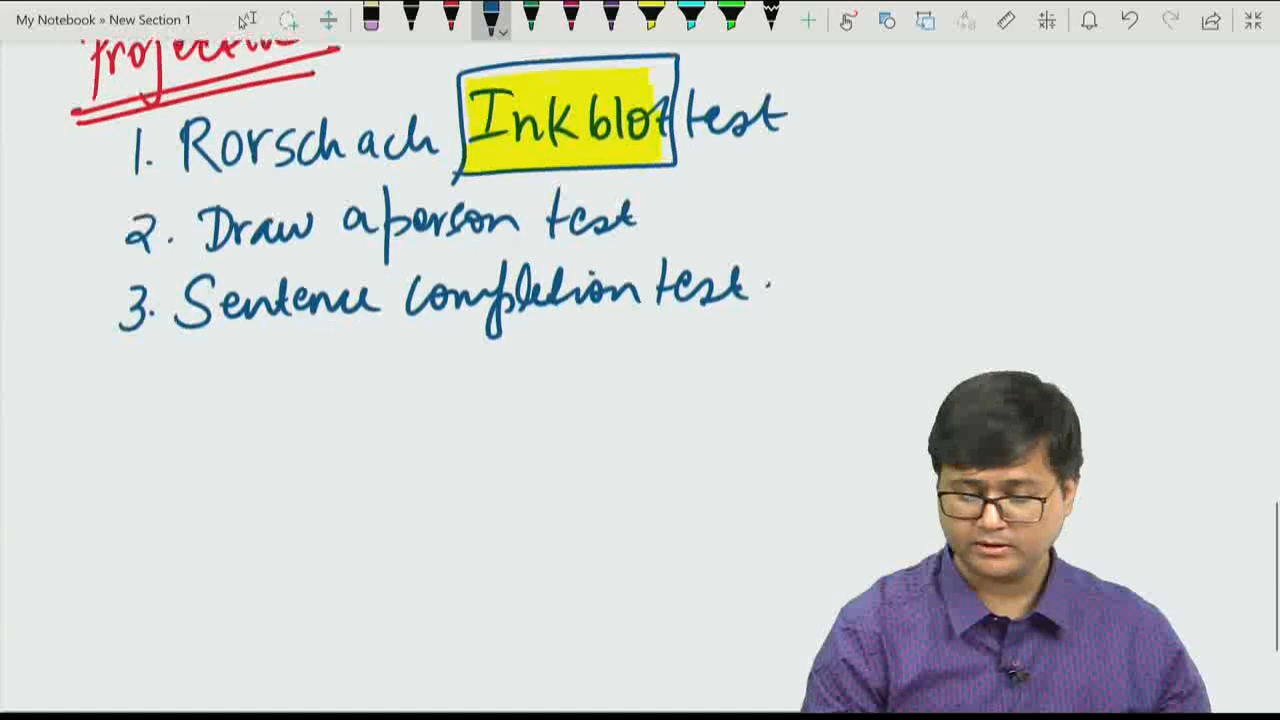 My Notebook » New Section 1
Projective
1. Rorschach Inkblot test
2. Draw a person test
3. Sentence completion test.